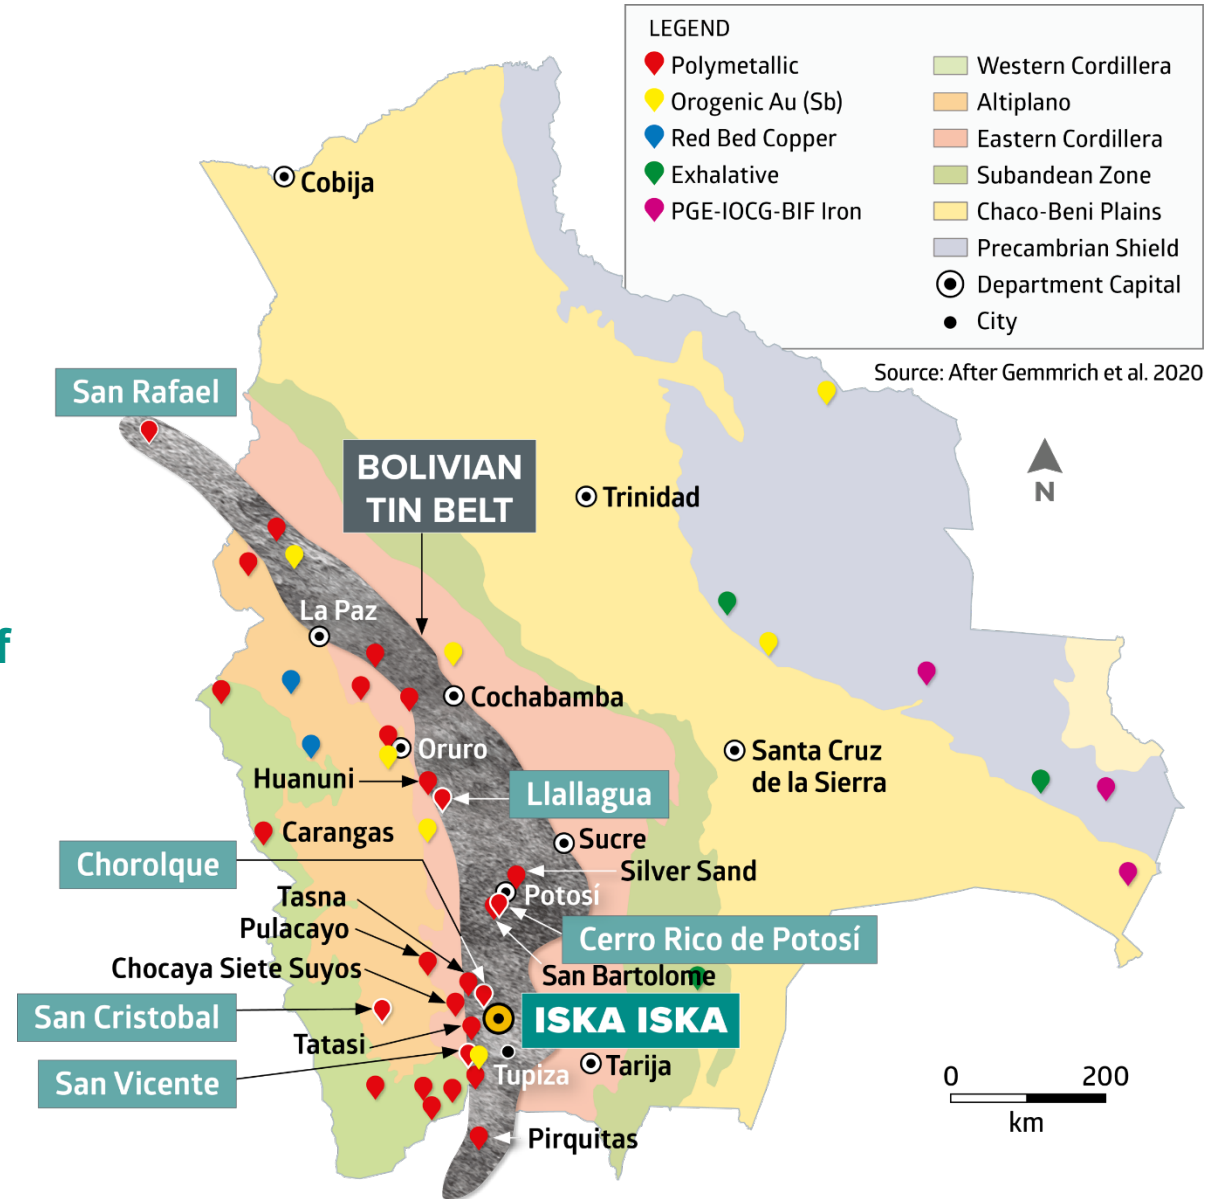 LEGEND
Polymetallic
Orogenic Au (Sb)
Red Bed Copper
Exhalative
PGE-IOCG-BIF Iron
Western Cordillera
Altiplano
Eastern Cordillera
Subandean Zone
Chaco-Beni Plains
Precambrian Shield
Department Capital
City
Source: After Gemmrich et al. 2020
Cobija
San Rafael
BOLIVIAN
TIN BELT
Trinidad
N
La Paz
f
Cochabamba
Oruro
Santa Cruz
de la Sierra
Huanuni
Llallagua
Carangas
Sucre
Chorolque
Silver Sand
Tasna
Potosí
Pulacayo
Cerro Rico de Potosí
Chocaya Siete Suyos
San Bartolome
San Cristobal
ISKA ISKA
Tatasi
San Vicente
Tupiza
Tarija
0 200
km
Pirquitas